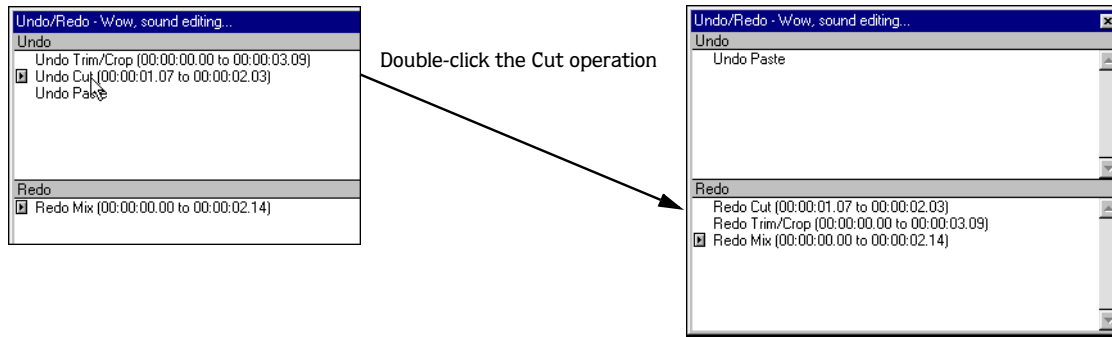 Undo/Redo - Wow, sound editing...
Undo
Undo Trim/Crop (00:00:00.00 to 00:00:03.09)
Undo Cut (00:00:01.07 to 00:00:02.03)
Undo Paste
Redo
Redo Mix (00:00:00.00 to 00:00:02.14)
Double-click the Cut operation
Undo/Redo - Wow, sound editing...
Undo
Undo Paste
Redo
Redo Cut (00:00:01.07 to 00:00:02.03)
Redo Trim/Crop (00:00:00.00 to 00:00:03.09)
Redo Mix (00:00:00.00 to 00:00:02.14)